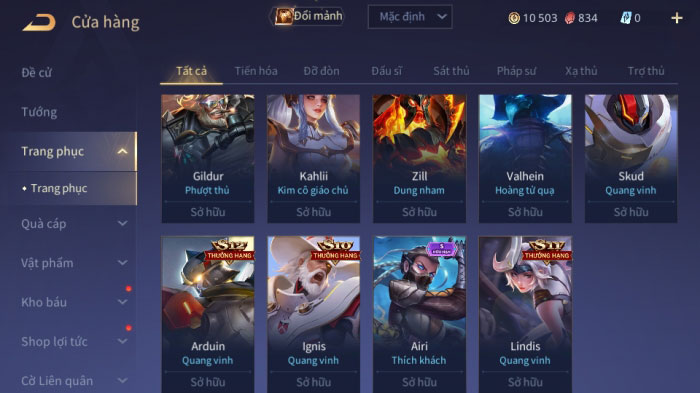 Cửa hàng
Đổi mảnh
Mặc định
10 503
834
0
Đề cử
Tướng
Trang phục
Trang phục
Quà cáp
Vật phẩm
Kho báu
Shop lợi tức
Cờ Liên quân
Tất cả
Tiến hóa
Đỡ đòn
Đấu sĩ
Sát thủ
Pháp sư
Xạ thủ
Trợ thủ
Gildur
Phượt thủ
Sở hữu
Kahlii
Kim cô giáo chủ
Sở hữu
Zill
Dung nham
Sở hữu
Valhein
Hoàng tử quạ
Sở hữu
Skud
Quang vinh
Sở hữu
S12
THƯỞNG HẠNG
Arduin
Quang vinh
Sở hữu
S10
THƯỞNG HẠNG
Ignis
Quang vinh
Sở hữu
S
HỮU HẠN
Airi
Thích khách
Sở hữu
S11
THƯỞNG HẠNG
Lindis
Quang vinh
Sở hữu